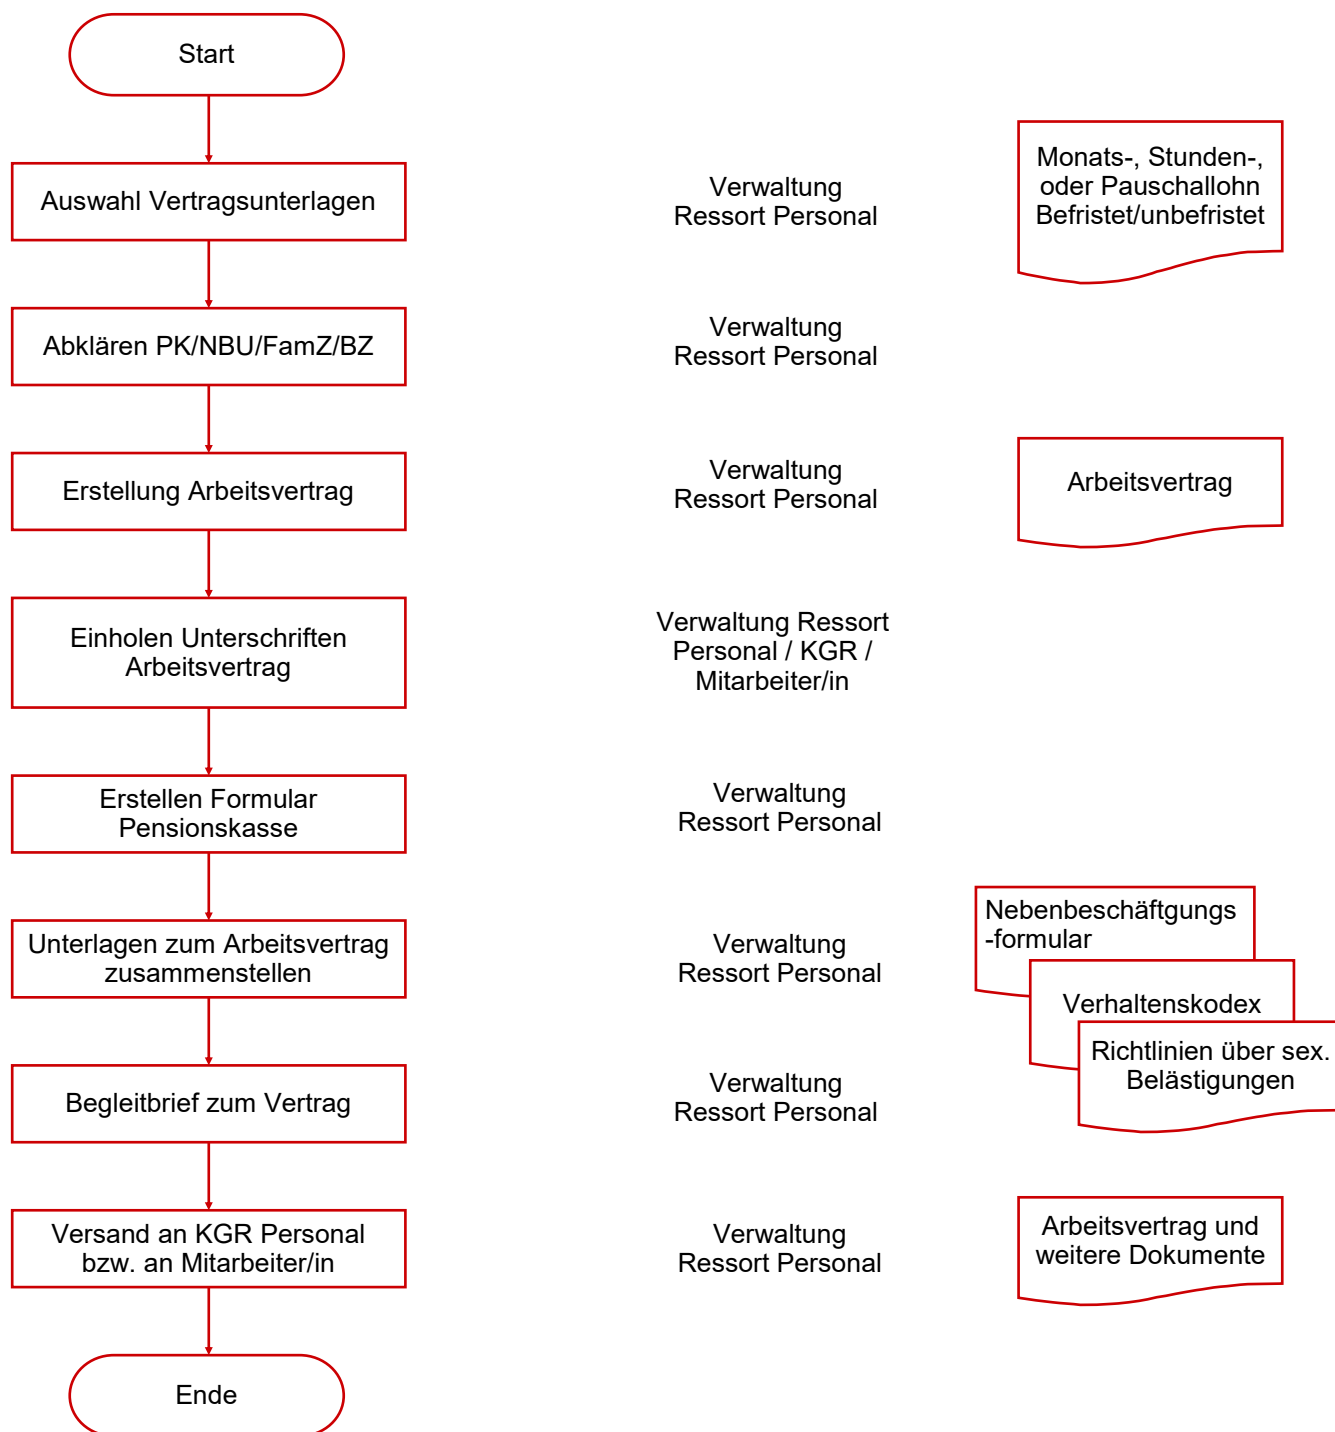 Start
Auswahl Vertragsunterlagen
Verwaltung
Ressort Personal
Monats-, Stunden-,
oder Pauschallohn
Befristet/unbefristet
Abklären PK/NBU/FamZ/BZ
Verwaltung
Ressort Personal
Erstellung Arbeitsvertrag
Verwaltung
Ressort Personal
Arbeitsvertrag
Einholen Unterschriften
Arbeitsvertrag
Verwaltung Ressort
Personal / KGR /
Mitarbeiter/in
Erstellen Formular
Pensionskasse
Verwaltung
Ressort Personal
Unterlagen zum Arbeitsvertrag
zusammenstellen
Verwaltung
Ressort Personal
Nebenbeschäftgungs
-formular
Verhaltenskodex
Richtlinien über sex.
Belästigungen
Begleitbrief zum Vertrag
Verwaltung
Ressort Personal
Versand an KGR Personal
bzw. an Mitarbeiter/in
Verwaltung
Ressort Personal
Arbeitsvertrag und
weitere Dokumente
Ende